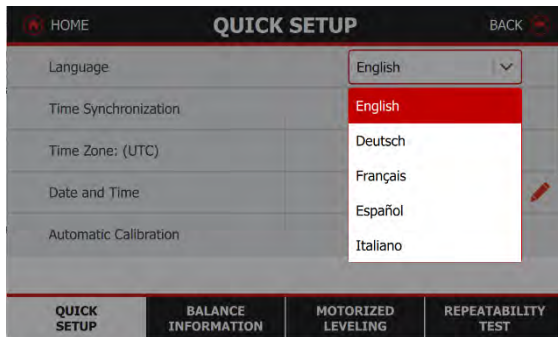 HOME
QUICK SETUP
BACK
Language
English
Time Synchronization
English
Time Zone: (UTC)
Deutsch
Français
Date and Time
Español
Automatic Calibration
Italiano
QUICK SETUP
BALANCE INFORMATION
MOTORIZED LEVELING
REPEATABILITY TEST